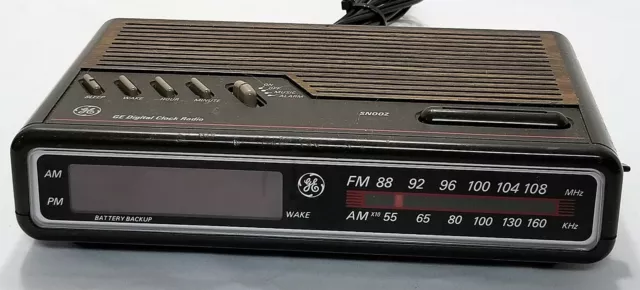 ON
OFF
MUSIC
ALARM
SLEEP WAKE HOUR MINUTE
SNOOZ
GE GE Digital Clock Radio
AM
PM
BATTERY BACKUP
GE
WAKE
FM 88 92 96 100 104 108 MHz
AM X10 55 65 80 100 130 160 KHz